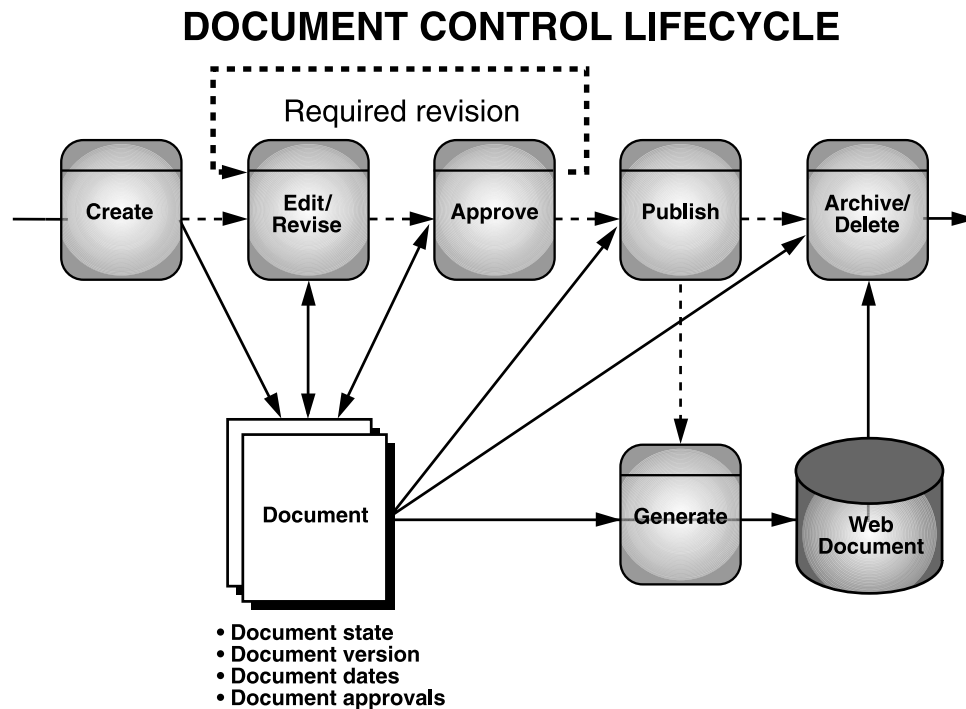 DOCUMENT CONTROL LIFECYCLE
Required revision
Create
Edit/
Revise
Approve
Publish
Archive/
Delete
Document
Generate
Web
Document
• Document state
• Document version
• Document dates
• Document approvals